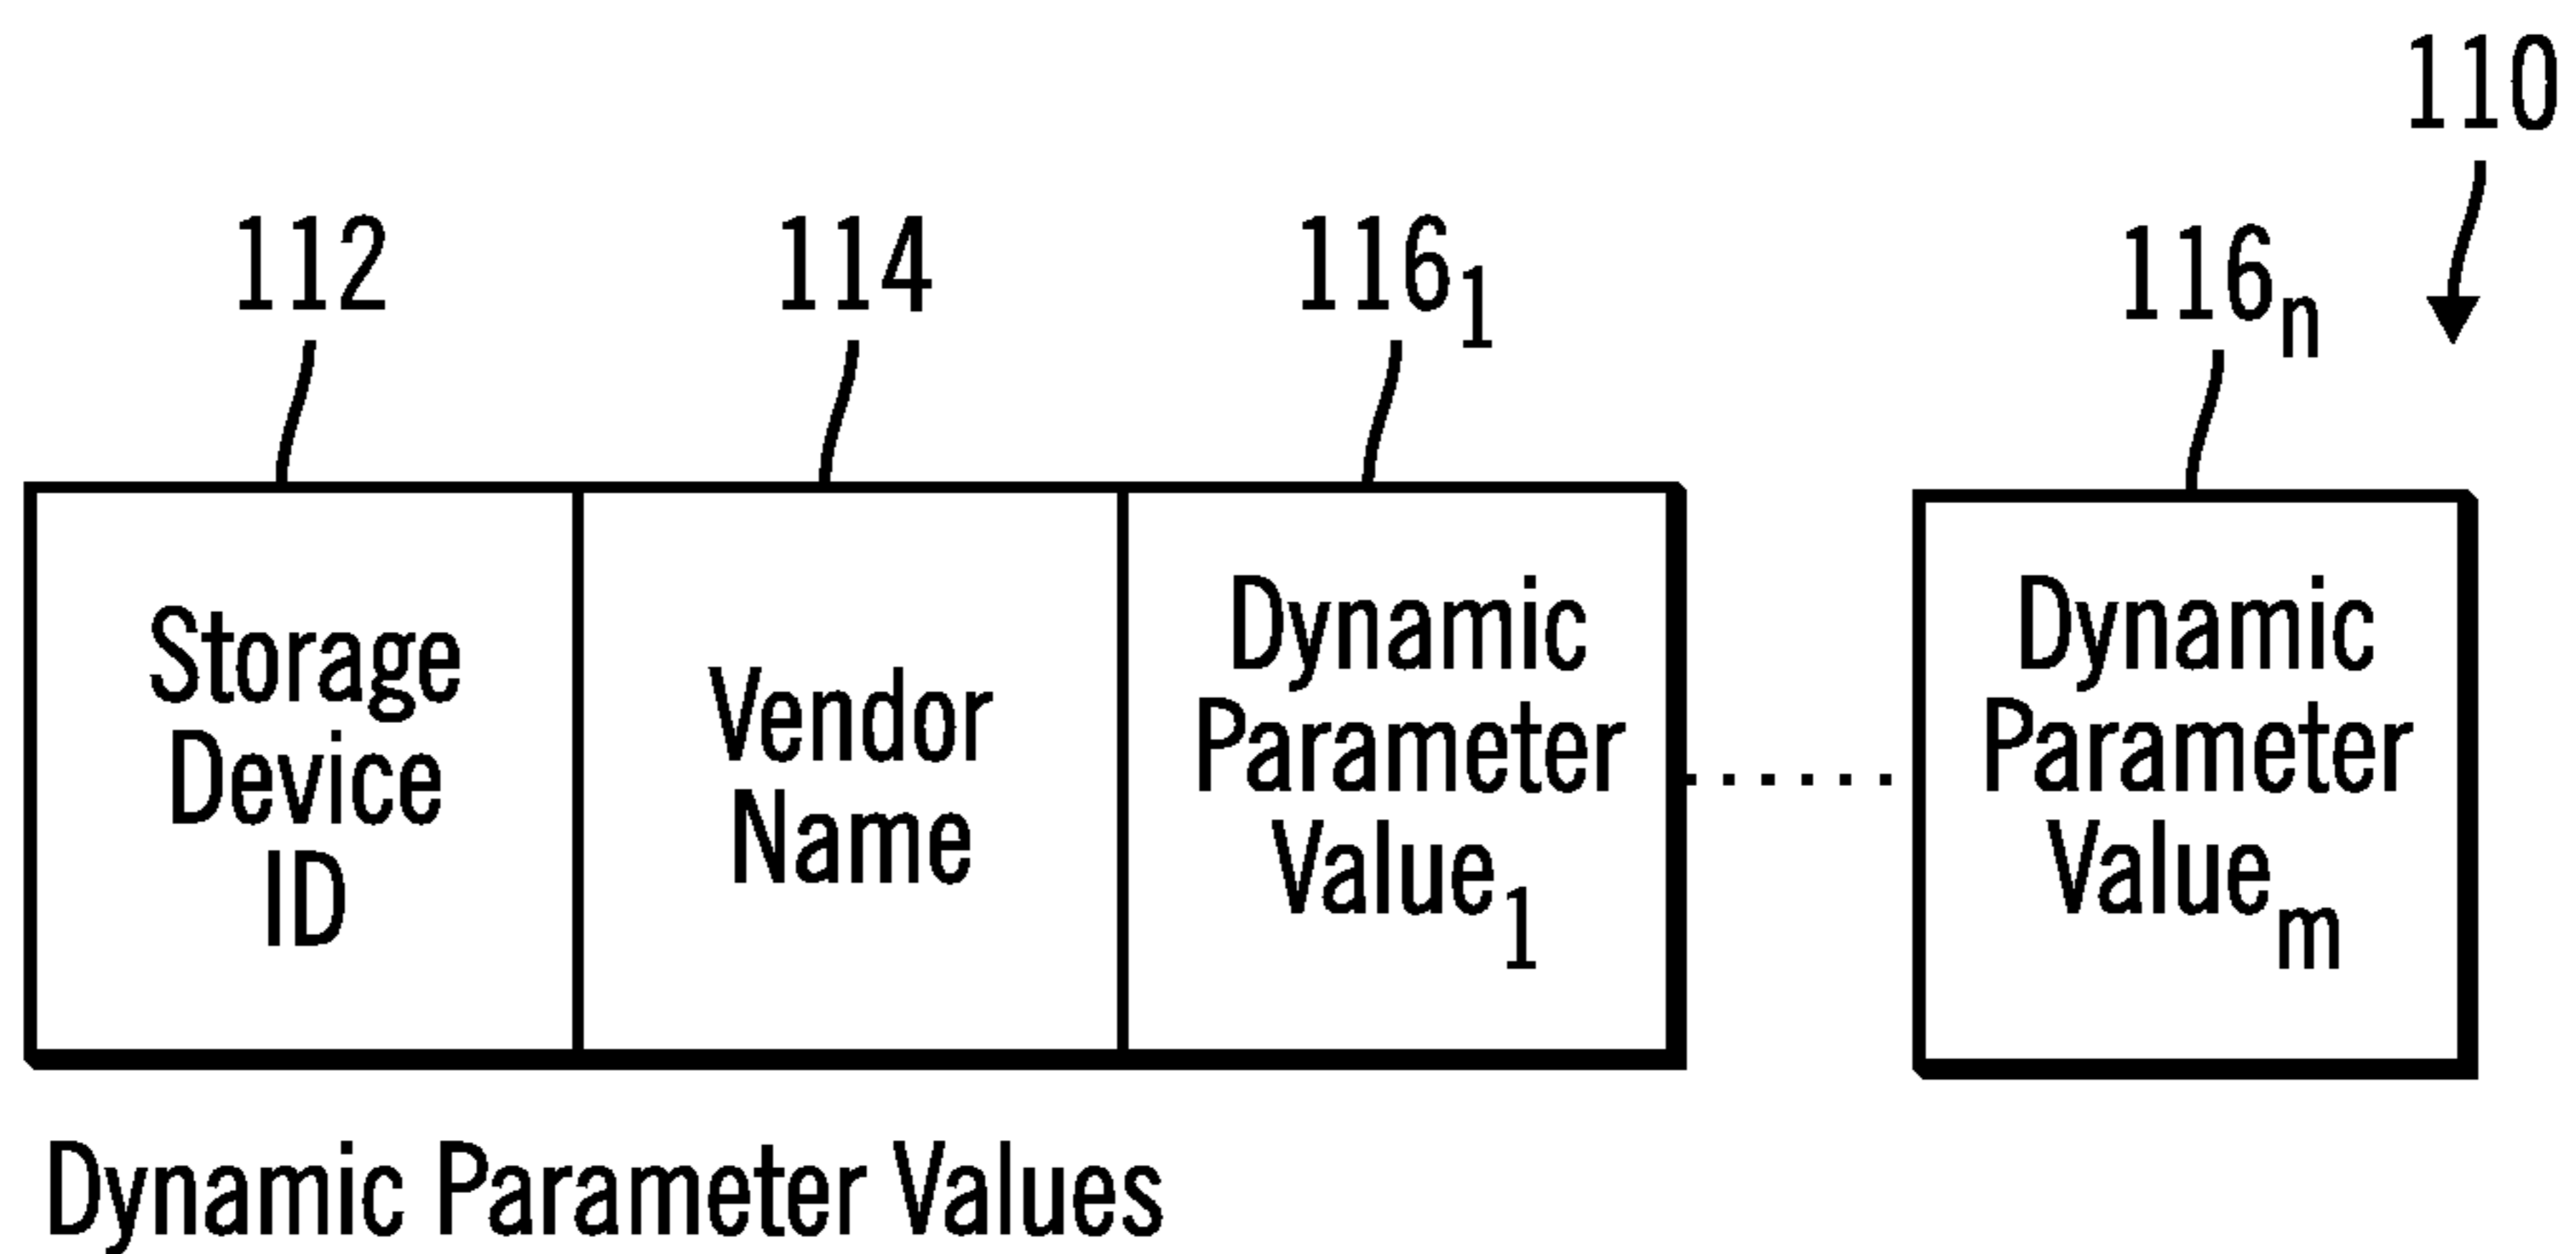 110
112
114
116₁
116ₙ
Storage
Device
ID
Vendor
Name
Dynamic
Parameter
Value₁
......
Dynamic
Parameter
Valueₘ
Dynamic Parameter Values